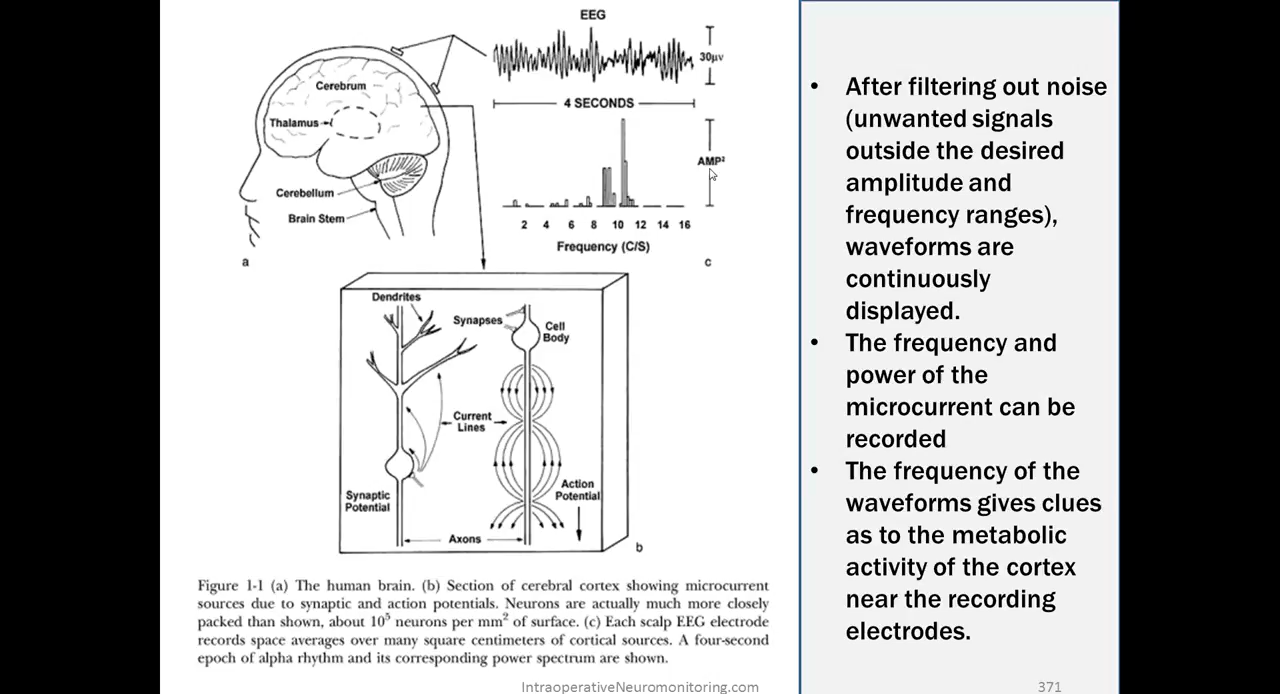 EEG
30μv
4 SECONDS
Cerebrum
Thalamus
Cerebellum
Brain Stem
a
AMP²
2 4 6 8 10 12 14 16
Frequency (C/S)
c
Dendrites
Synapses
Cell
Body
Current
Lines
Synaptic
Potential
Action
Potential
Axons
b
Figure 1-1 (a) The human brain. (b) Section of cerebral cortex showing microcurrent
sources due to synaptic and action potentials. Neurons are actually much more closely
packed than shown, about 10⁵ neurons per mm² of surface. (c) Each scalp EEG electrode
records space averages over many square centimeters of cortical sources. A four-second
epoch of alpha rhythm and its corresponding power spectrum are shown.
• After filtering out noise
(unwanted signals
outside the desired
amplitude and
frequency ranges),
waveforms are
continuously
displayed.
• The frequency and
power of the
microcurrent can be
recorded
• The frequency of the
waveforms gives clues
as to the metabolic
activity of the cortex
near the recording
electrodes.
IntraoperativeNeuromonitoring.com
371